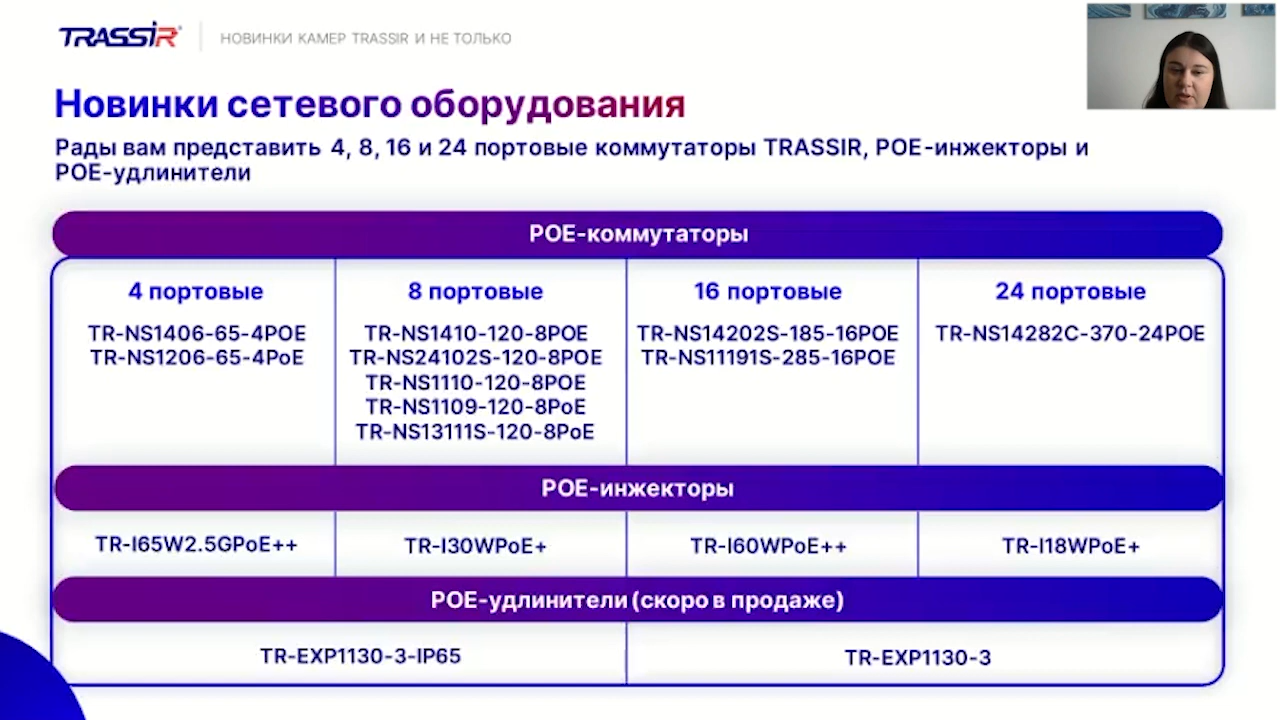 TRASSIR
НОВИНКИ КАМЕР TRASSIR И НЕ ТОЛЬКО
Новинки сетевого оборудования
Рады вам представить 4, 8, 16 и 24 портовые коммутаторы TRASSIR, POE-инжекторы и
POE-удлинители
POE-коммутаторы
4 портовые
TR-NS1406-65-4POE
TR-NS1206-65-4PoE
8 портовые
TR-NS1410-120-8POE
TR-NS24102S-120-8POE
TR-NS1110-120-8POE
TR-NS1109-120-8PoE
TR-NS13111S-120-8PoE
16 портовые
TR-NS14202S-185-16POE
TR-NS11191S-285-16POE
24 портовые
TR-NS14282C-370-24POE
POE-инжекторы
TR-I65W2.5GPoE++
TR-I30WPoE+
TR-I60WPoE++
TR-I18WPoE+
POE-удлинители (скоро в продаже)
TR-EXP1130-3-IP65
TR-EXP1130-3